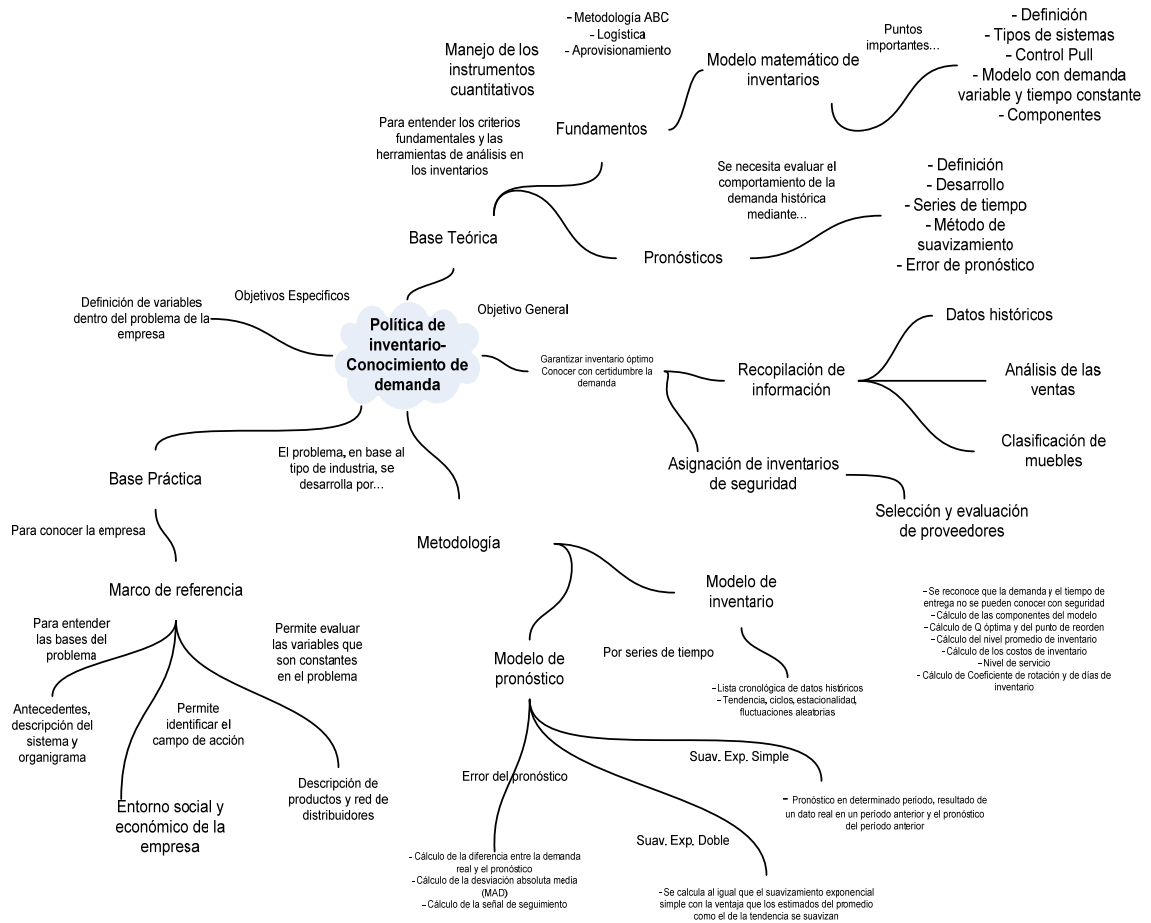 - Metodología ABC
- Logística
- Aprovisionamiento
Manejo de los
instrumentos
cuantitativos
Modelo matemático de
inventarios
Puntos
importantes...
- Definición
- Tipos de sistemas
- Control Pull
- Modelo con demanda
variable y tiempo constante
- Componentes
Para entender los criterios
fundamentales y las
herramientas de análisis en
los inventarios
Fundamentos
Se necesita evaluar el
comportamiento de la
demanda histórica
mediante...
- Definición
- Desarrollo
- Series de tiempo
- Método de
suavizamiento
- Error de pronóstico
Base Teórica
Pronósticos
Definición de variables
dentro del problema de la
empresa
Objetivos Específicos
Objetivo General
Política de
inventario-
Conocimiento de
demanda
Garantizar inventario óptimo
Conocer con certidumbre la
demanda
Recopilación de
información
Datos históricos
Análisis de las
ventas
Clasificación de
muebles
Asignación de inventarios
de seguridad
Selección y evaluación
de proveedores
El problema, en base al
tipo de industria, se
desarrolla por...
Base Práctica
Para conocer la empresa
Marco de referencia
Para entender
las bases del
problema
Permite evaluar
las variables que
son constantes
en el problema
Permite
identificar el
campo de acción
Antecedentes,
descripción del
sistema y
organigrama
Entorno social y
económico de la
empresa
Descripción de
productos y red de
distribuidores
Metodología
Modelo de
inventario
- Se reconoce que la demanda y el tiempo de
entrega no se pueden conocer con seguridad
- Cálculo de las componentes del modelo
- Cálculo de Q óptima y del punto de reorden
- Cálculo del nivel promedio de inventario
- Cálculo de los costos de inventario
- Nivel de servicio
- Cálculo de Coeficiente de rotación y de días de
inventario
Modelo de
pronóstico
Por series de tiempo
- Lista cronológica de datos históricos
- Tendencia, ciclos, estacionalidad,
fluctuaciones aleatorias
Error del pronóstico
Suav. Exp. Simple
- Pronóstico en determinado período, resultado de
un dato real en un período anterior y el pronóstico
del período anterior
Suav. Exp. Doble
- Cálculo de la diferencia entre la demanda
real y el pronóstico
- Cálculo de la desviación absoluta media
(MAD)
- Cálculo de la señal de seguimiento
- Se calcula al igual que el suavizamiento exponencial
simple con la ventaja que los estimados del promedio
como el de la tendencia se suavizan